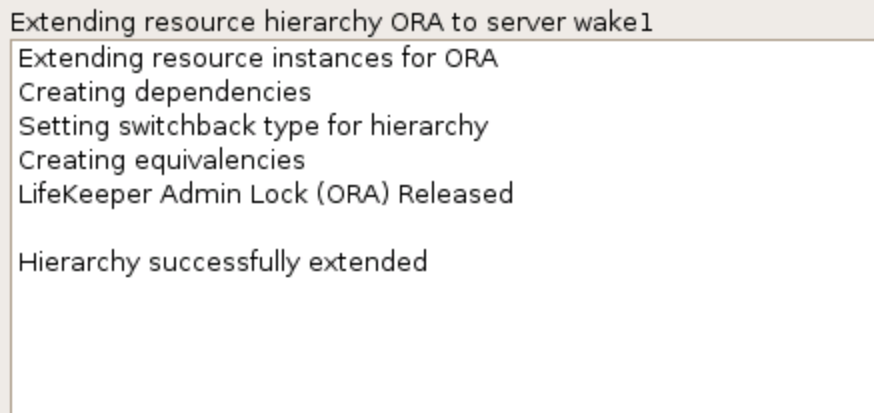 Extending resource hierarchy ORA to server wake1
Extending resource instances for ORA
Creating dependencies
Setting switchback type for hierarchy
Creating equivalencies
LifeKeeper Admin Lock (ORA) Released
Hierarchy successfully extended